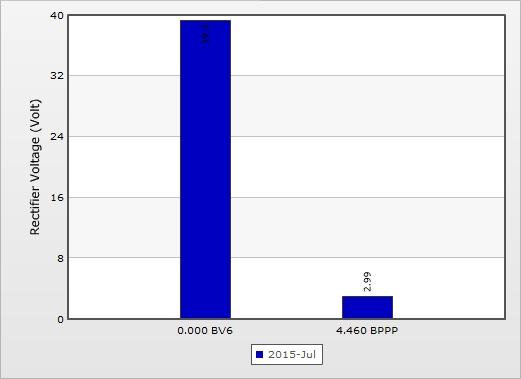 40
32
24
16
8
0
Rectifier Voltage (Volt)
2.99
0.000 BV6
4.460 BPPP
2015-Jul